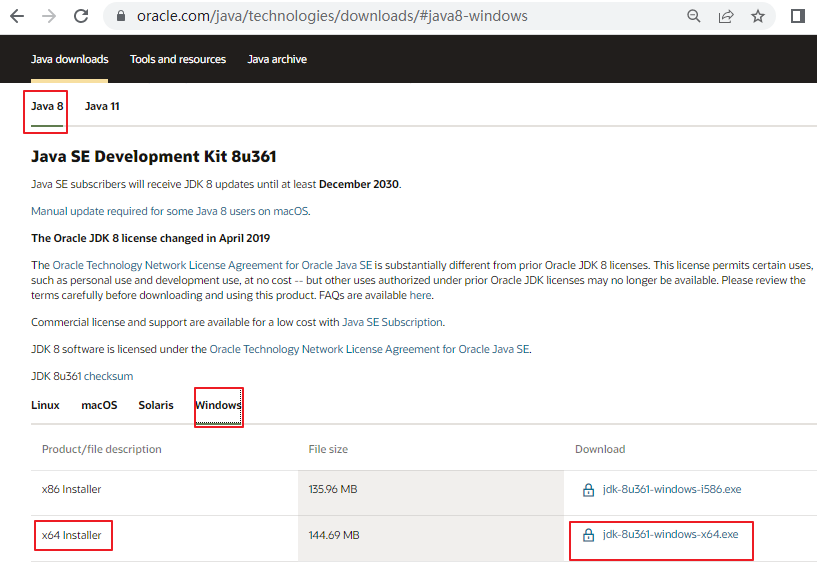 oracle.com/java/technologies/downloads/#java8-windows
Java downloads Tools and resources Java archive
Java 8 Java 11
Java SE Development Kit 8u361
Java SE subscribers will receive JDK 8 updates until at least December 2030.
Manual update required for some Java 8 users on macOS.
The Oracle JDK 8 license changed in April 2019
The Oracle Technology Network License Agreement for Oracle Java SE is substantially different from prior Oracle JDK 8 licenses. This license permits certain uses,
such as personal use and development use, at no cost -- but other uses authorized under prior Oracle JDK licenses may no longer be available. Please review the
terms carefully before downloading and using this product. FAQs are available here.
Commercial license and support are available for a low cost with Java SE Subscription.
JDK 8 software is licensed under the Oracle Technology Network License Agreement for Oracle Java SE.
JDK 8u361 checksum
Linux macOS Solaris Windows
Product/file description File size Download
x86 Installer 135.96 MB jdk-8u361-windows-i586.exe
x64 Installer 144.69 MB jdk-8u361-windows-x64.exe